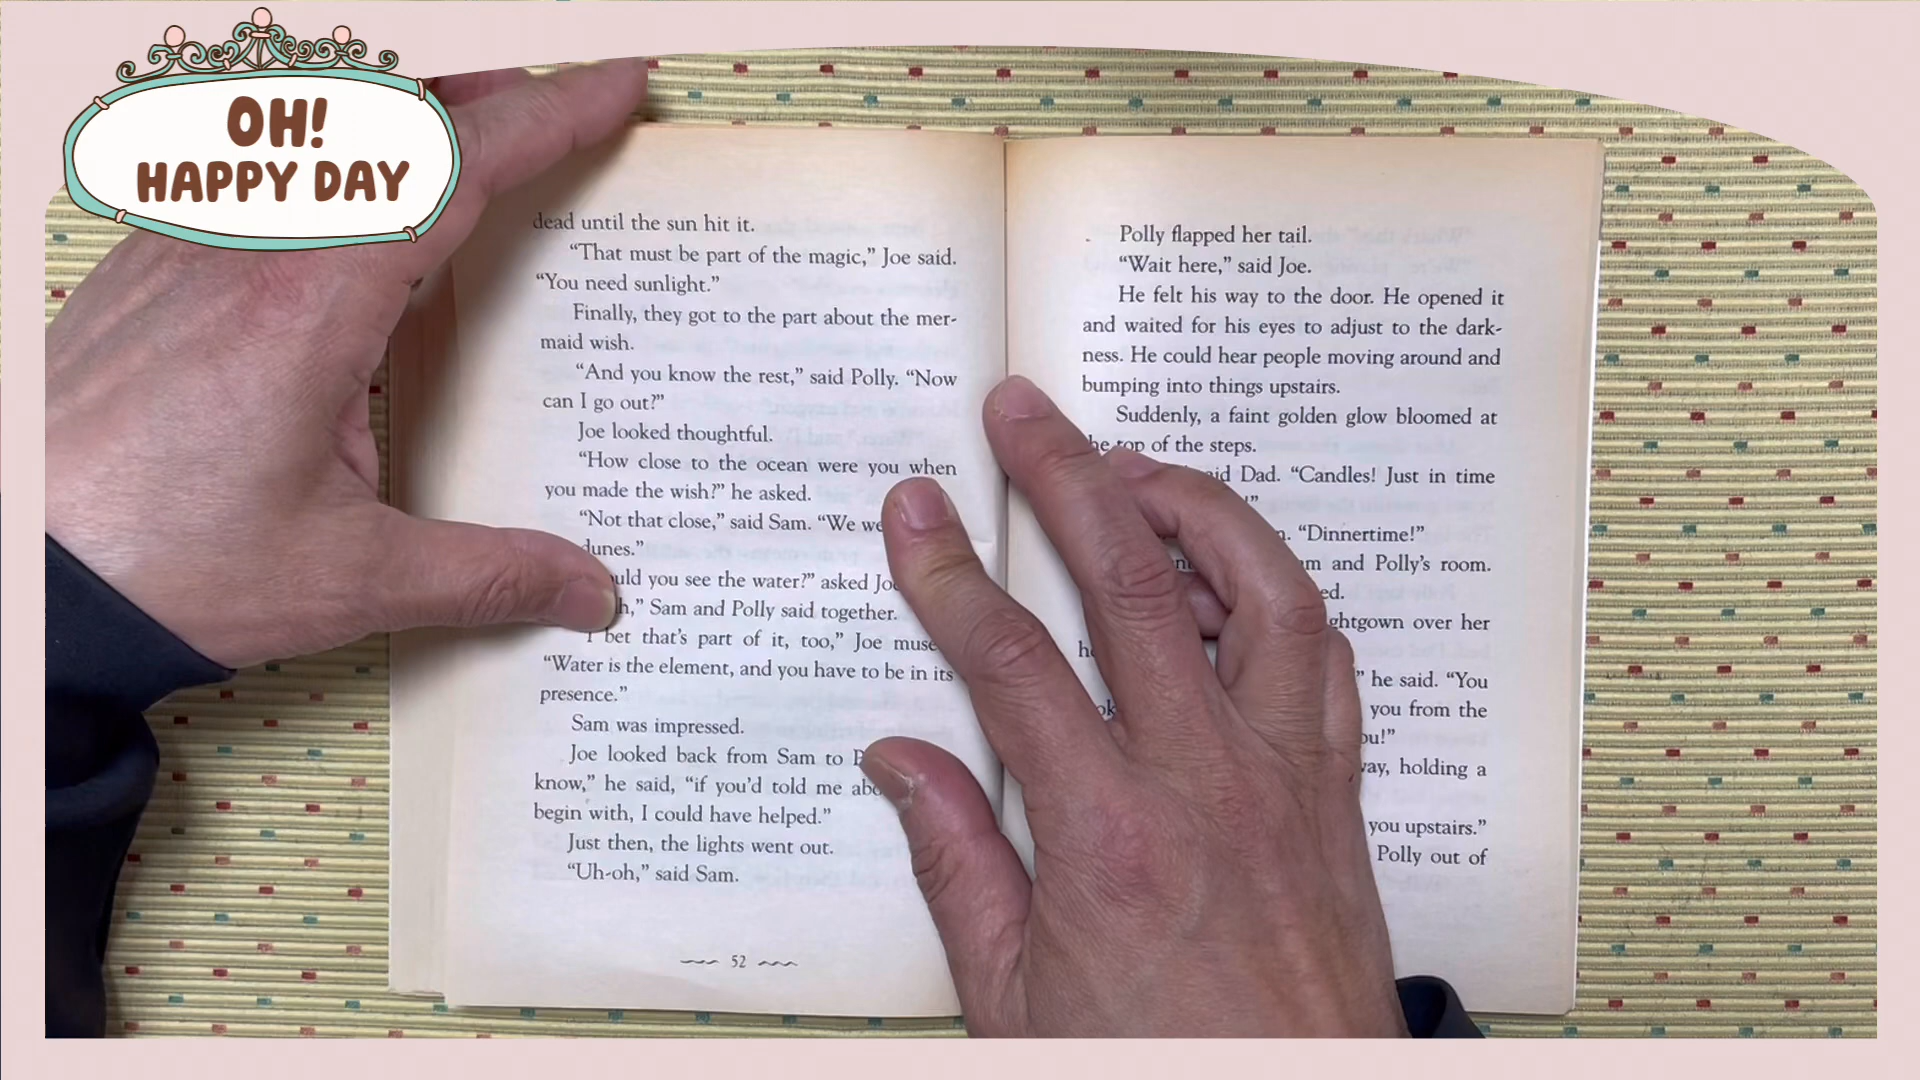 OH!
HAPPY DAY
dead until the sun hit it.
“That must be part of the magic,” Joe said.
“You need sunlight.”
Finally, they got to the part about the mer-
maid wish.
“And you know the rest,” said Polly. “Now
can I go out?”
Joe looked thoughtful.
“How close to the ocean were you when
you made the wish?” he asked.
“Not that close,” said Sam. “We
dunes.”
you see the water?” asked
Sam and Polly said together.
bet that’s part of it, too,” Joe
“Water is the element, and you have to be in its
presence.”
Sam was impressed.
Joe looked back from Sam to
know,” he said, “if you’d told me
begin with, I could have helped.”
Just then, the lights went out.
“Uh-oh,” said Sam.
52
Polly flapped her tail.
“Wait here,” said Joe.
He felt his way to the door. He opened it
and waited for his eyes to adjust to the dark-
ness. He could hear people moving around and
bumping into things upstairs.
Suddenly, a faint golden glow bloomed at
top of the steps.
Dad. “Candles! Just in time
“Dinnertime!”
and Polly’s room.
over her
he said. “You
you from the
holding a
you upstairs.”
Polly out of